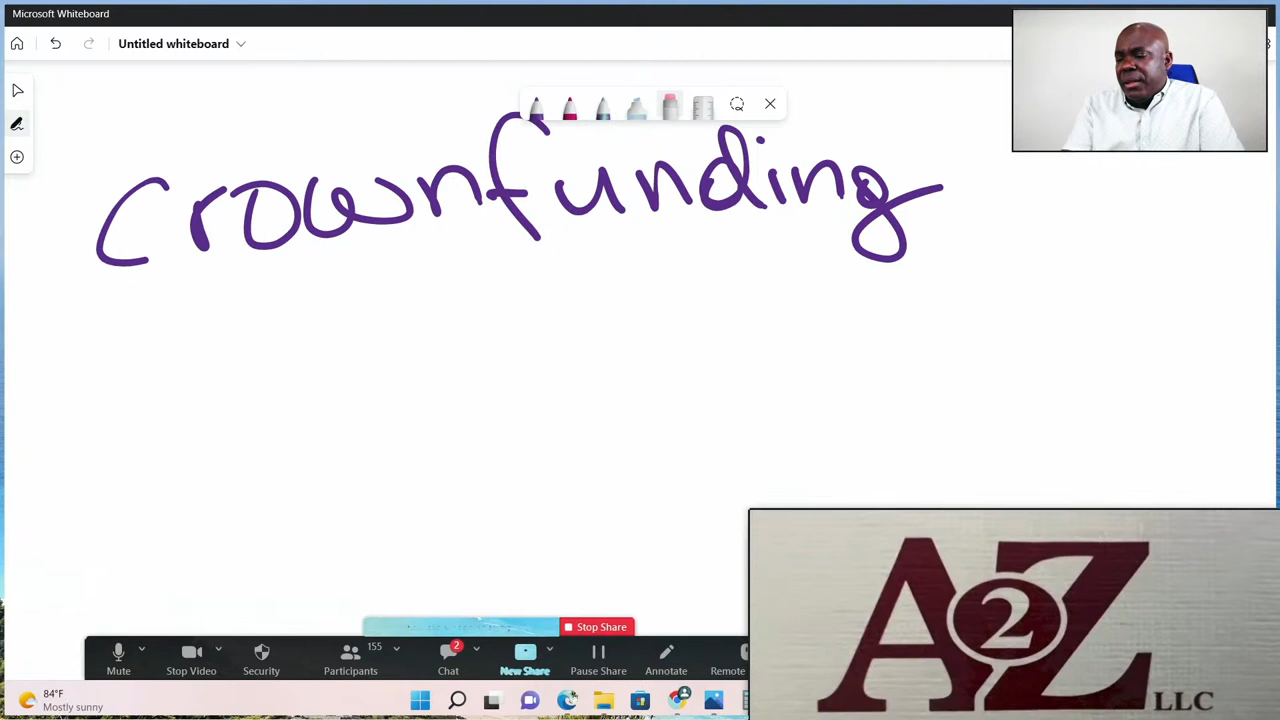 Microsoft Whiteboard
Untitled whiteboard
crownfunding
Stop Share
155
2
Mute
Stop Video
Security
Participants
Chat
New Share
Pause Share
Annotate
Remote
84°F
Mostly sunny
A2Z LLC